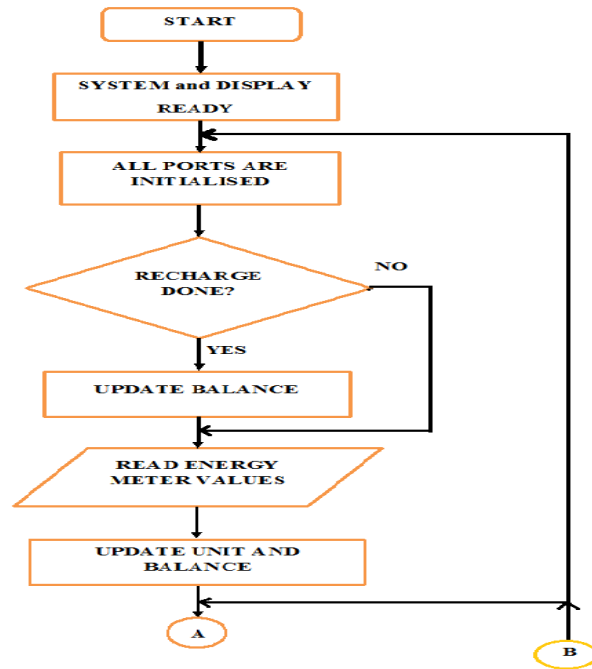 START
SYSTEM and DISPLAY
READY
ALL PORTS ARE
INITIALISED
RECHARGE
DONE?
NO
YES
UPDATE BALANCE
READ ENERGY
METER VALUES
UPDATE UNIT AND
BALANCE
A
B